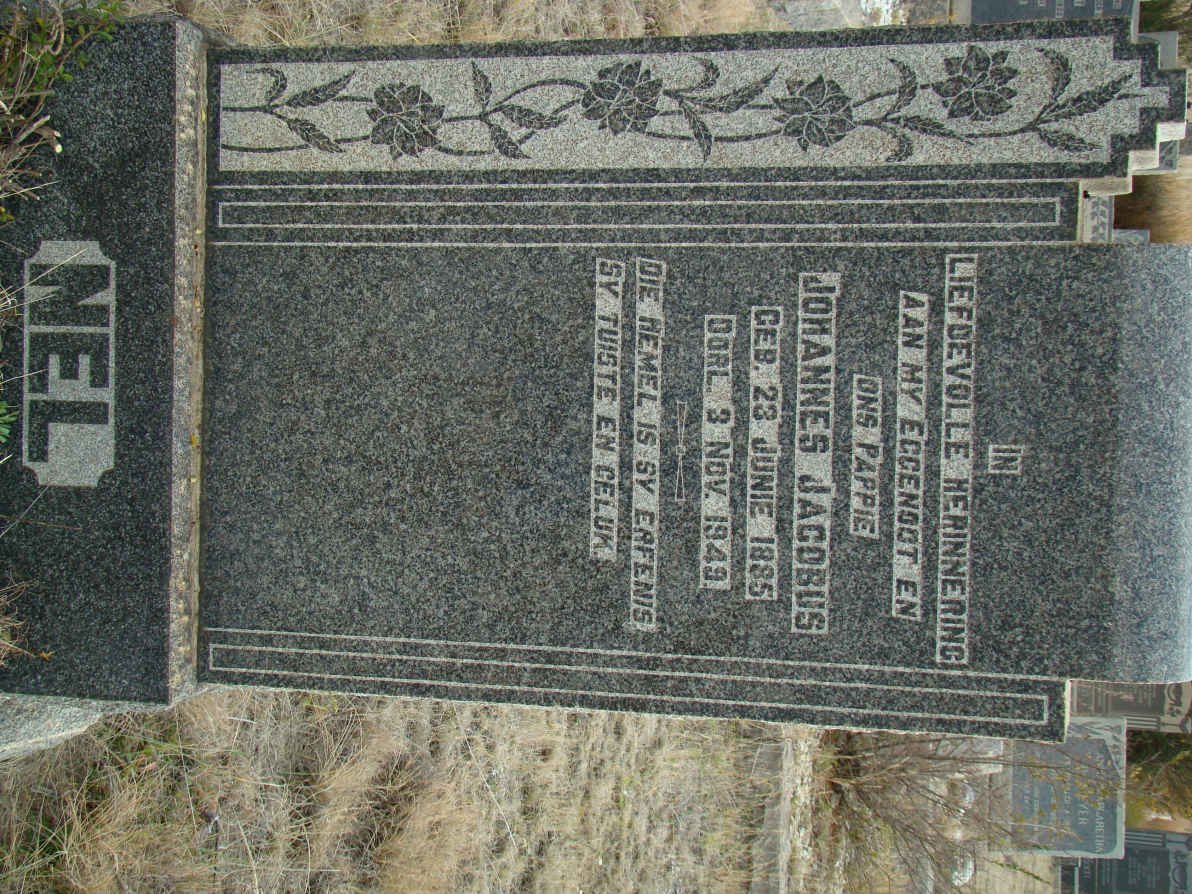 IN
LIEFDEVOLLE HERINNERING
AAN MY EGGENOOT EN
ONS PAPPIE
JOHANNES JACOBUS
GEB. 23 JUNIE 1885
OORL. 3 NOV. 1949
DIE HEMEL IS SY ERFENIS
SY TUISTE EN GELUK.
NEL